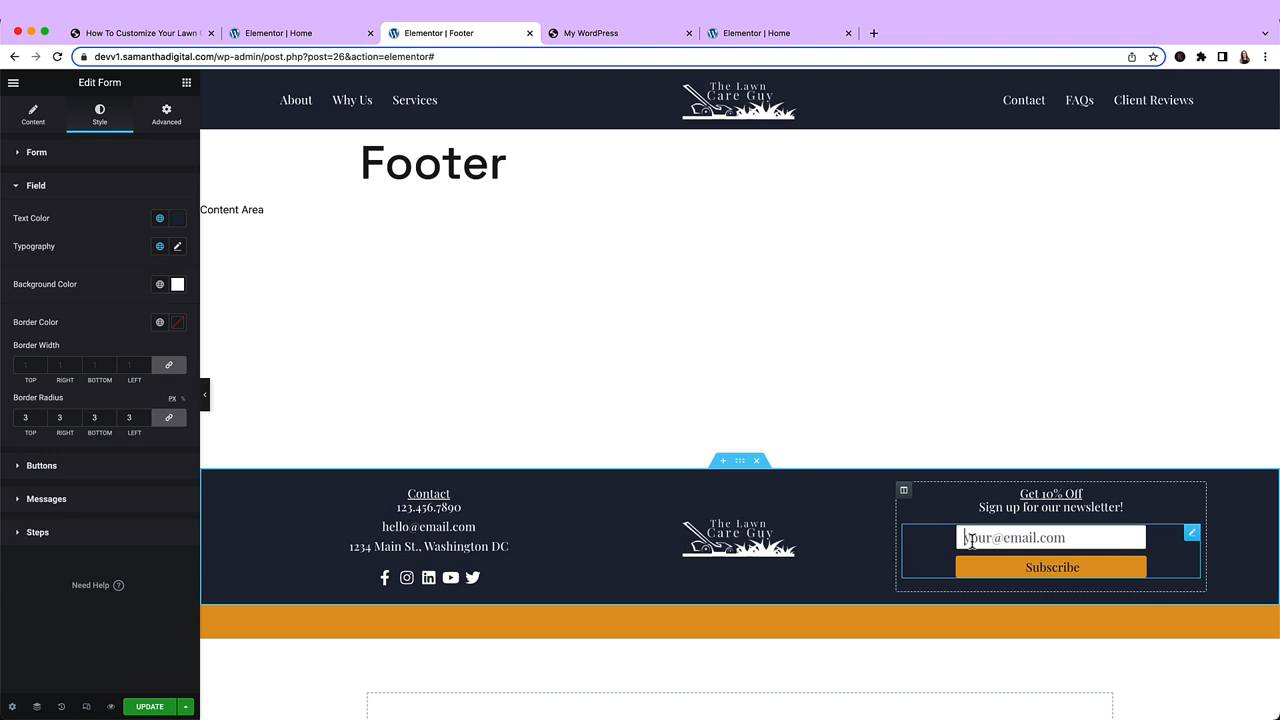 How To Customize Your Lawn
Elementor | Home
Elementor | Footer
My WordPress
Elementor | Home
devv1.samanthadigital.com/wp-admin/post.php?post=26&action=elementor#
Edit Form
Content
Style
Advanced
Form
Field
Text Color
Typography
Background Color
Border Color
Border Width
1 1 1 1
TOP RIGHT BOTTOM LEFT
Border Radius PX %
3 3 3 3
TOP RIGHT BOTTOM LEFT
Buttons
Messages
Steps
Need Help ?
UPDATE
About Why Us Services
The Lawn
Care Guy
Contact FAQs Client Reviews
Footer
Content Area
Contact
123.456.7890
hello@email.com
1234 Main St., Washington DC
The Lawn
Care Guy
Get 10% Off
Sign up for our newsletter!
your@email.com
Subscribe